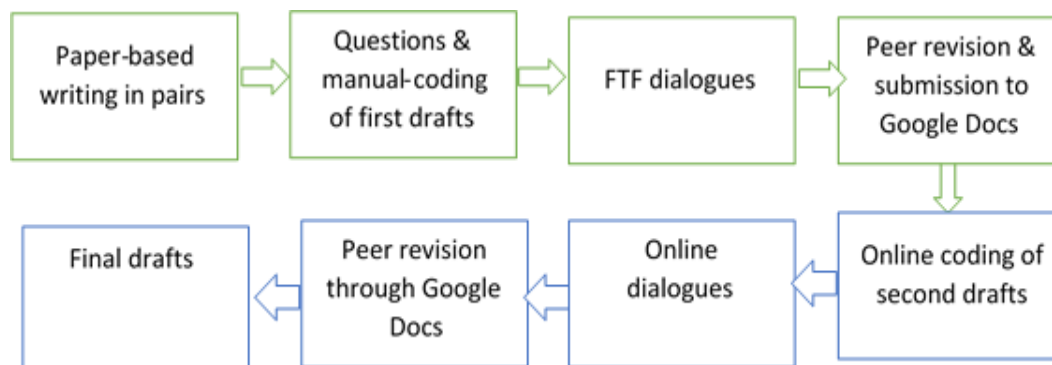 Paper-based
writing in pairs
Questions &
manual-coding
of first drafts
FTF dialogues
Peer revision &
submission to
Google Docs
Online coding of
second drafts
Online
dialogues
Peer revision
through Google
Docs
Final drafts